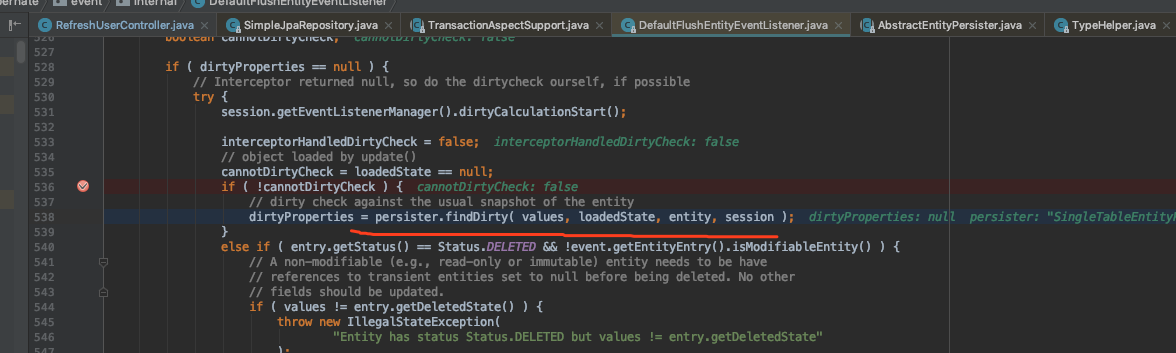 hibernate event internal DefaultFlushEntityEventListener
RefreshUserController.java SimpleJpaRepository.java TransactionAspectSupport.java DefaultFlushEntityEventListener.java AbstractEntityPersister.java TypeHelper.java
526 boolean cannotDirtyCheck; cannotDirtyCheck: false
527
528 if ( dirtyProperties == null ) {
529 // Interceptor returned null, so do the dirtycheck ourself, if possible
530 try {
531 session.getEventListenerManager().dirtyCalculationStart();
532
533 interceptorHandledDirtyCheck = false; interceptorHandledDirtyCheck: false
534 // object loaded by update()
535 cannotDirtyCheck = loadedState == null;
536 if ( !cannotDirtyCheck ) { cannotDirtyCheck: false
537 // dirty check against the usual snapshot of the entity
538 dirtyProperties = persister.findDirty( values, loadedState, entity, session ); dirtyProperties: null persister: "SingleTableEntity
539 }
540 else if ( entry.getStatus() == Status.DELETED && !event.getEntityEntry().isModifiableEntity() ) {
541 // A non-modifiable (e.g., read-only or immutable) entity needs to be have
542 // references to transient entities set to null before being deleted. No other
543 // fields should be updated.
544 if ( values != entry.getDeletedState() ) {
545 throw new IllegalStateException(
546 "Entity has status Status.DELETED but values != entry.getDeletedState"
547 );